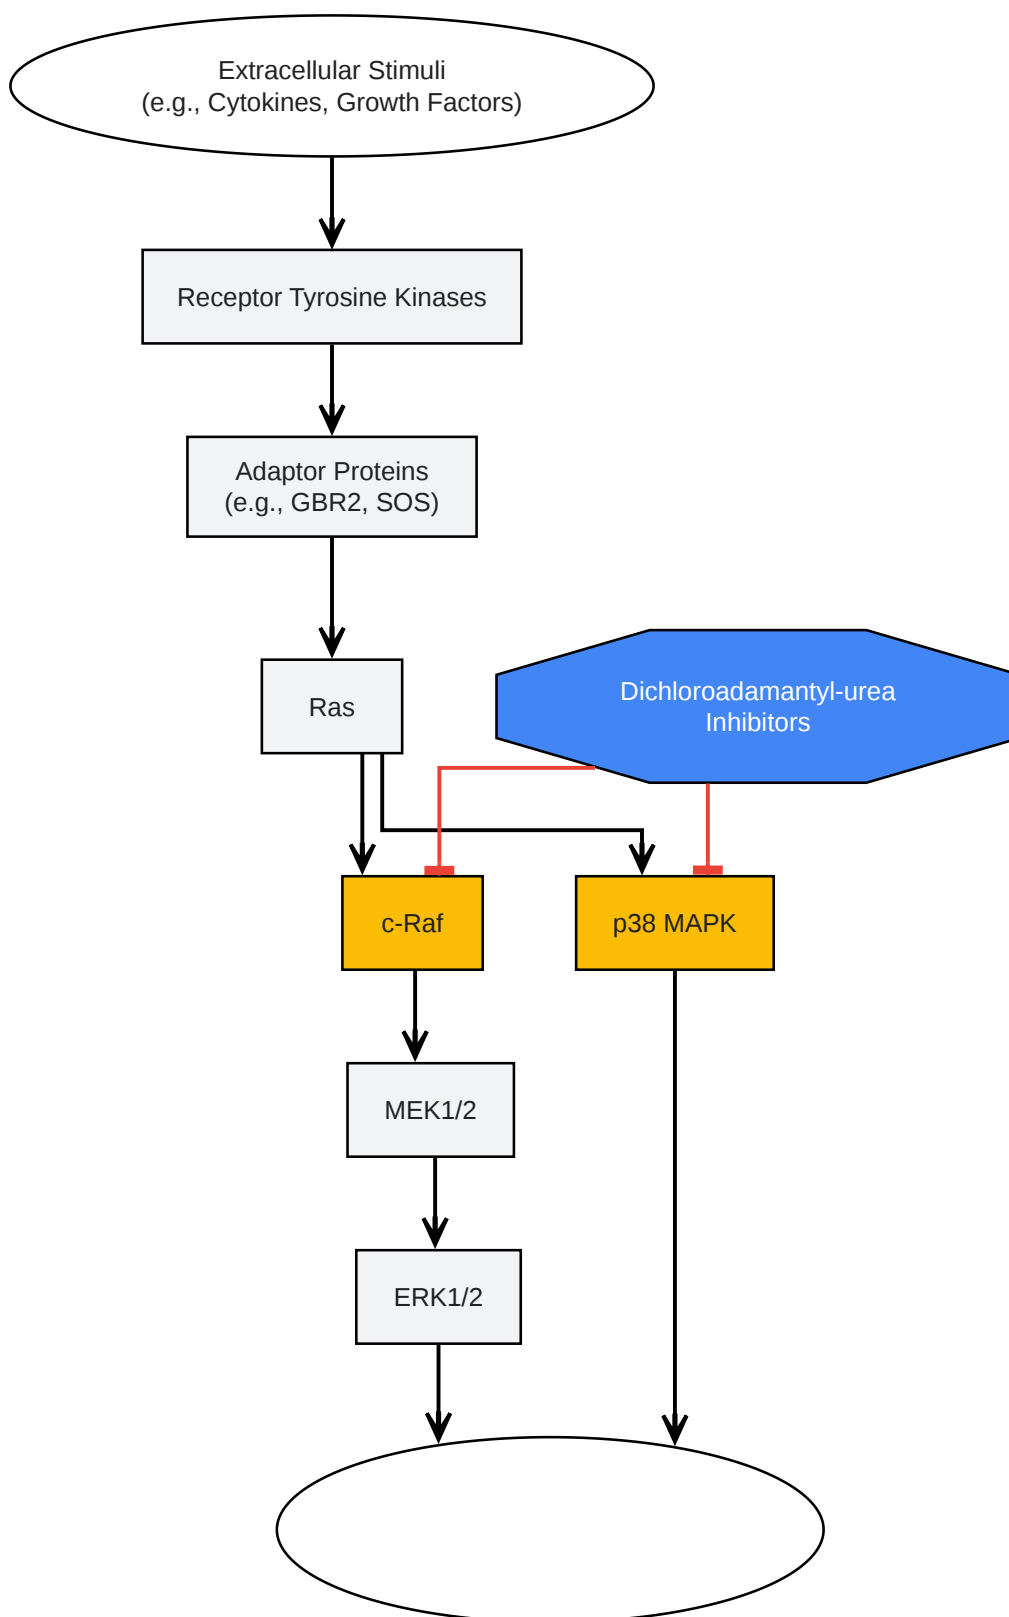 Extracellular Stimuli
(e.g., Cytokines, Growth Factors)
Receptor Tyrosine Kinases
Adaptor Proteins
(e.g., GBR2, SOS)
Ras
Dichloroadamantyl-urea
Inhibitors
c-Raf
p38 MAPK
MEK1/2
ERK1/2